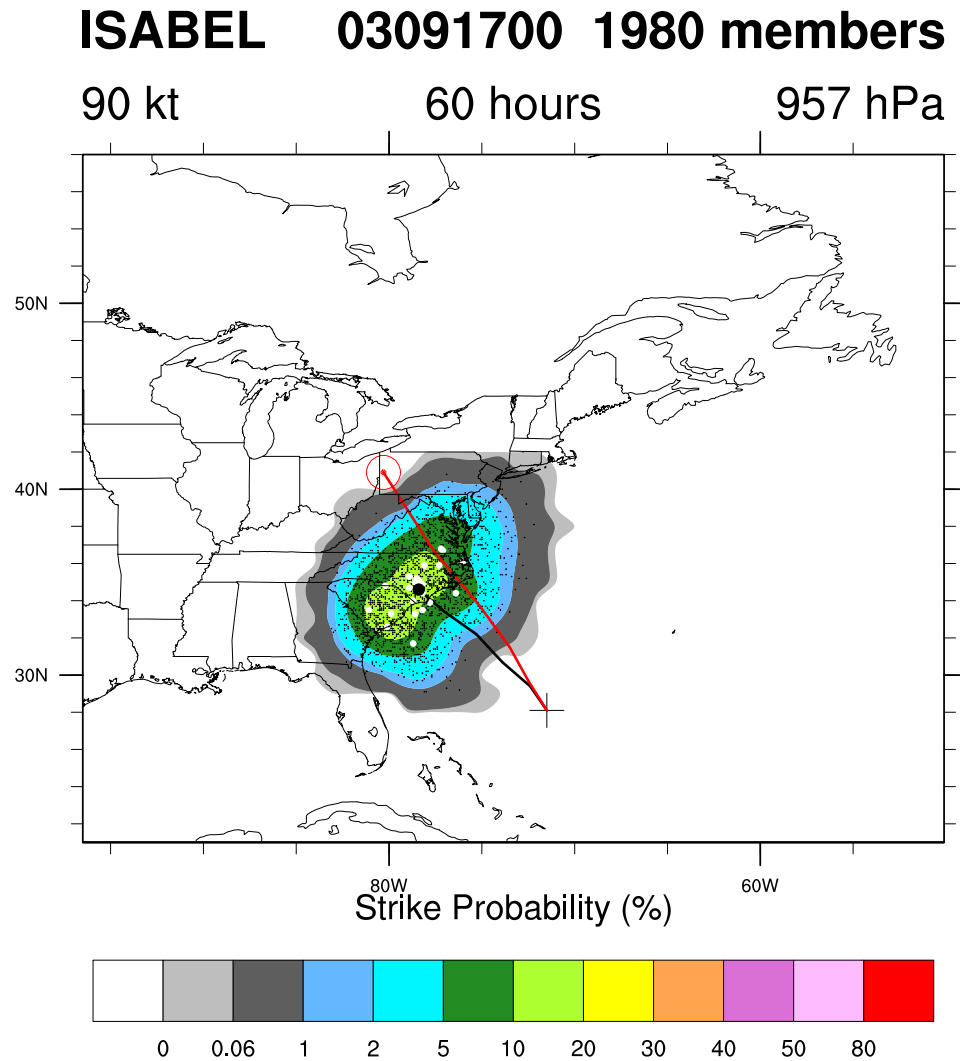 ISABEL 03091700 1980 members
90 kt 60 hours 957 hPa
50N
40N
30N
80W 60W
Strike Probability (%)
0 0.06 1 2 5 10 20 30 40 50 80